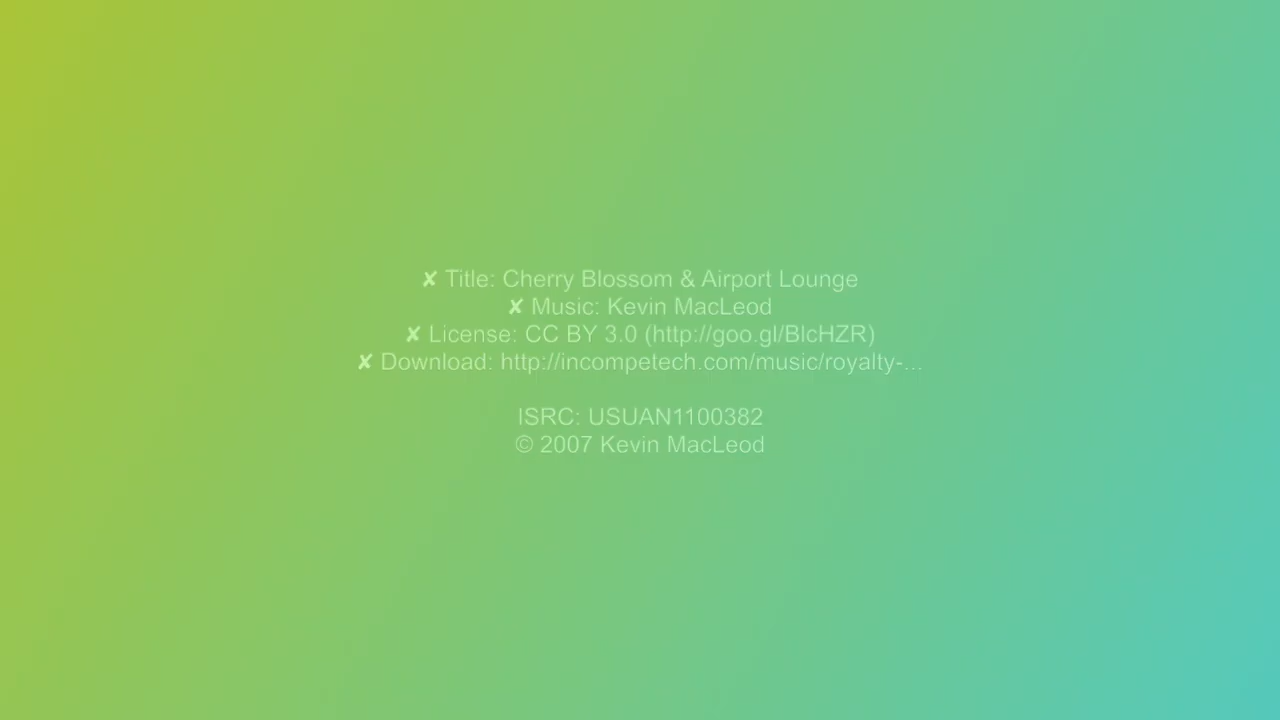 ✘ Title: Cherry Blossom & Airport Lounge
✘ Music: Kevin MacLeod
✘ License: CC BY 3.0 (http://goo.gl/BlcHZR)
✘ Download: http://incompetech.com/music/royalty-...
ISRC: USUAN1100382
© 2007 Kevin MacLeod